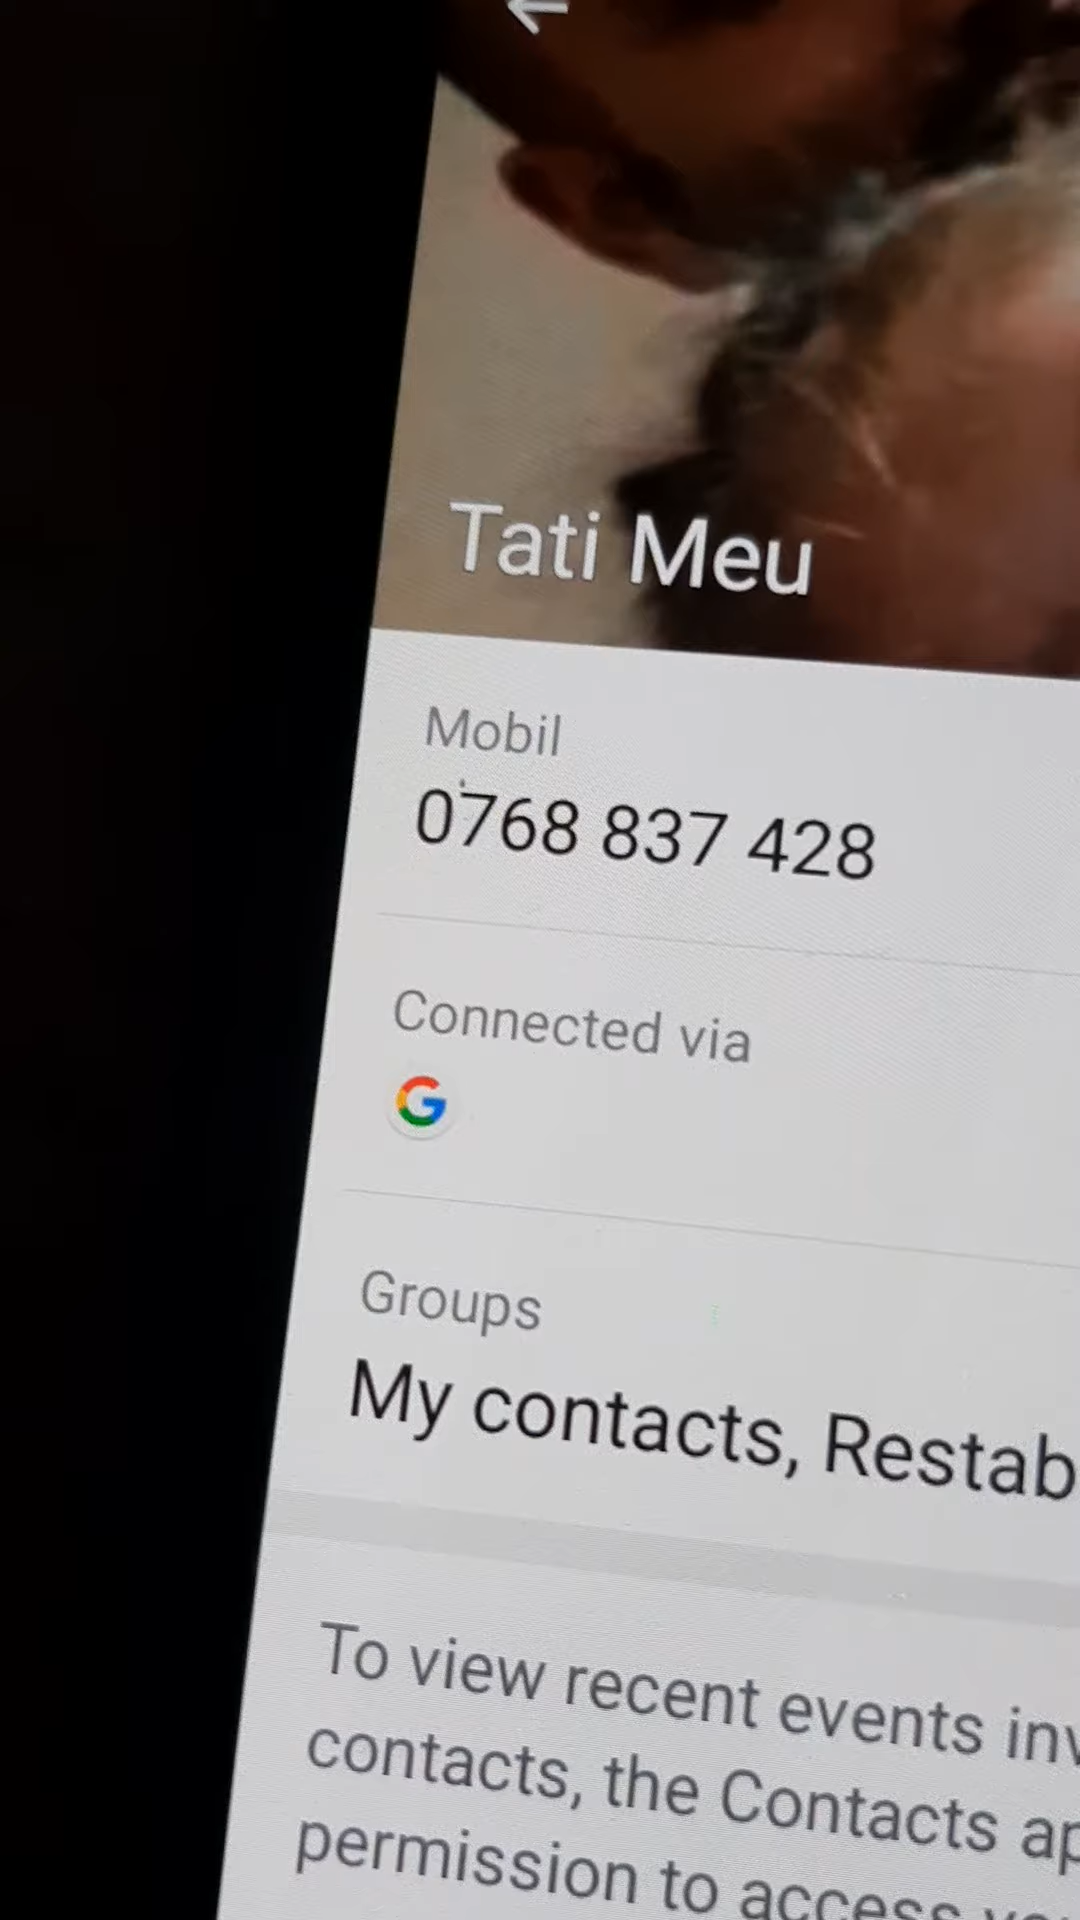 Tati Meu
Mobil
0768 837 428
Connected via
G
Groups
My contacts, Restab
To view recent events inv
contacts, the Contacts ap
permission to access